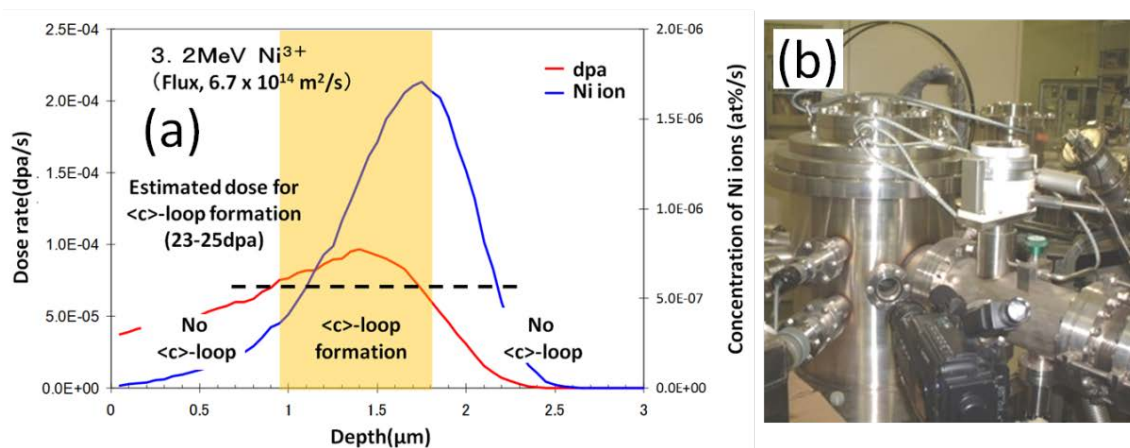 (a)
3. 2MeV Ni³⁺
(Flux, 6.7 x 10¹⁴ m²/s)
dpa
Ni ion
Estimated dose for
<c>-loop formation
(23-25dpa)
No
<c>-loop
<c>-loop
formation
No
<c>-loop
Dose rate(dpa/s)
2.5E-04
2.0E-04
1.5E-04
1.0E-04
5.0E-05
0.0E+00
Concentration of Ni ions (at%/s)
2.0E-06
1.5E-06
1.0E-06
5.0E-07
0.0E+00
0
0.5
1
1.5
2
2.5
3
Depth(μm)
(b)